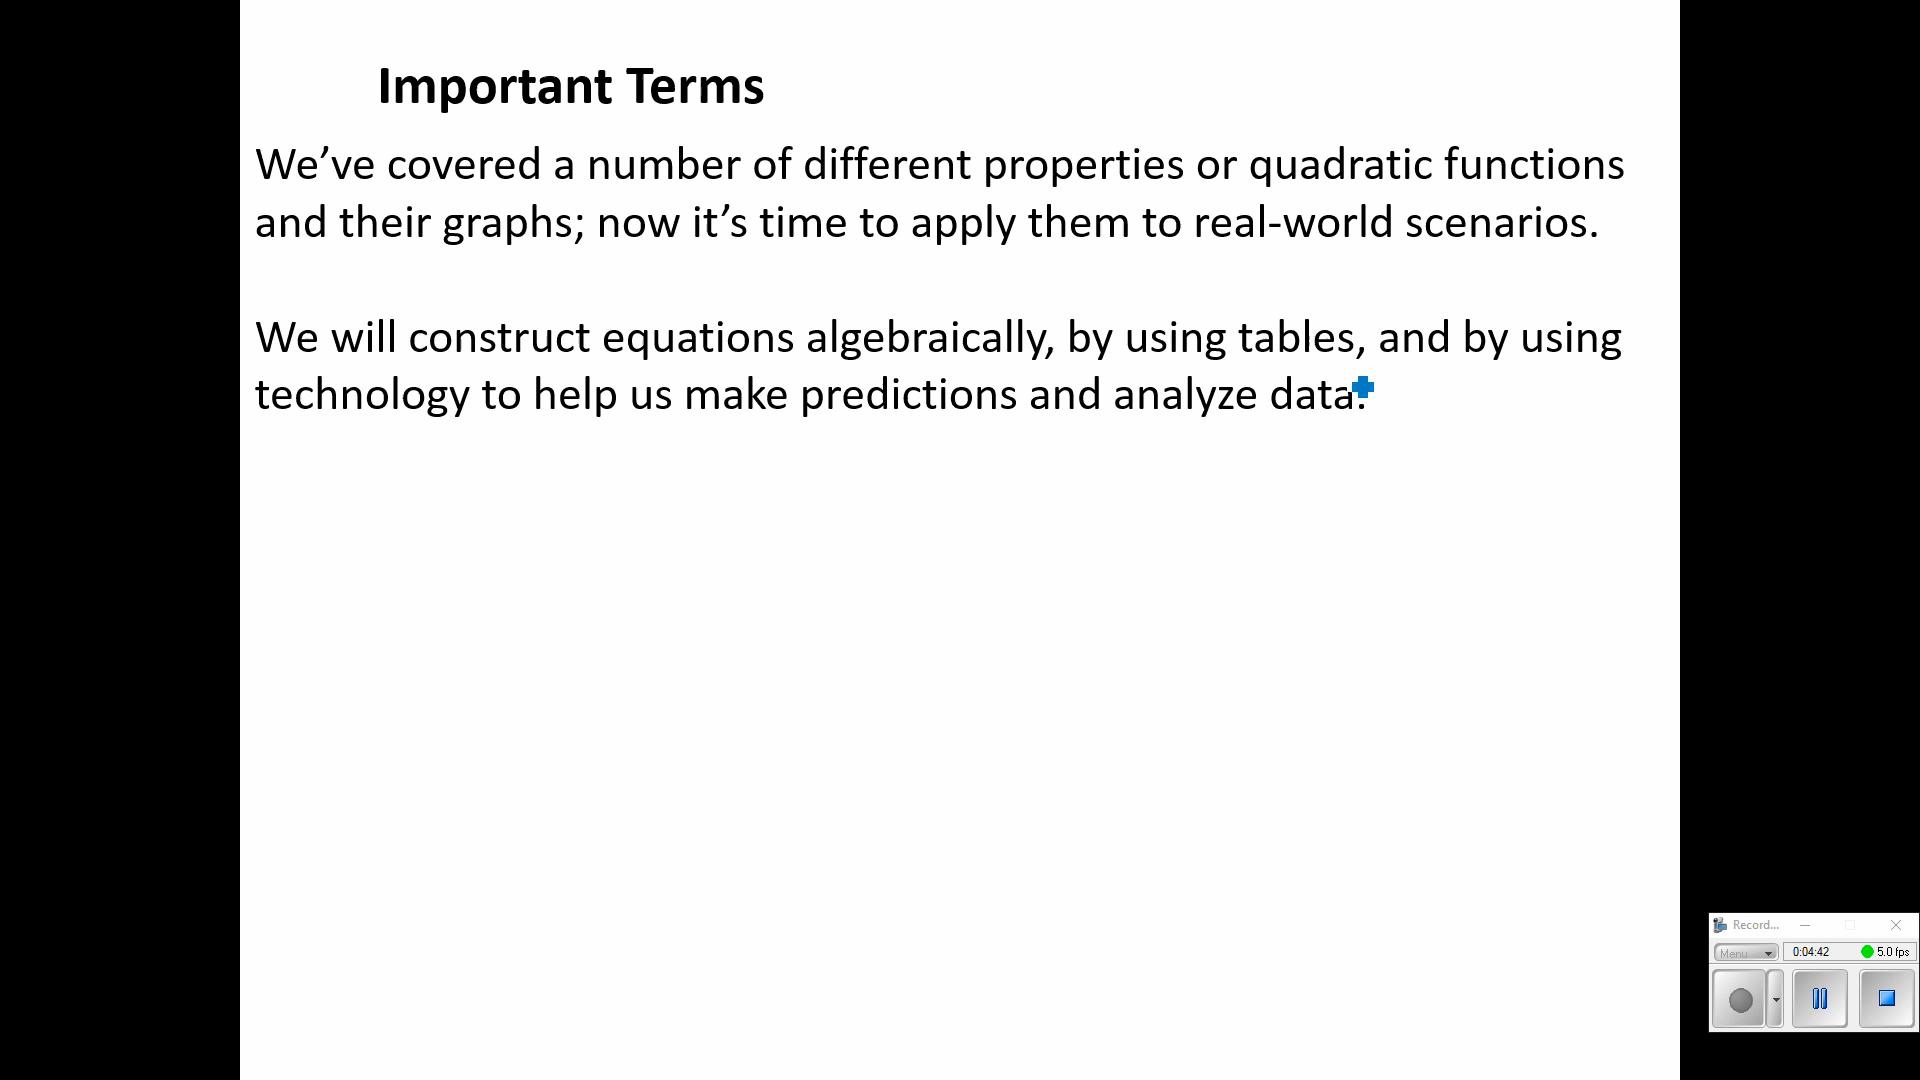 Important Terms
We’ve covered a number of different properties or quadratic functions
and their graphs; now it’s time to apply them to real-world scenarios.
We will construct equations algebraically, by using tables, and by using
technology to help us make predictions and analyze data.
Record...
Menu
0:04:42
5.0 fps